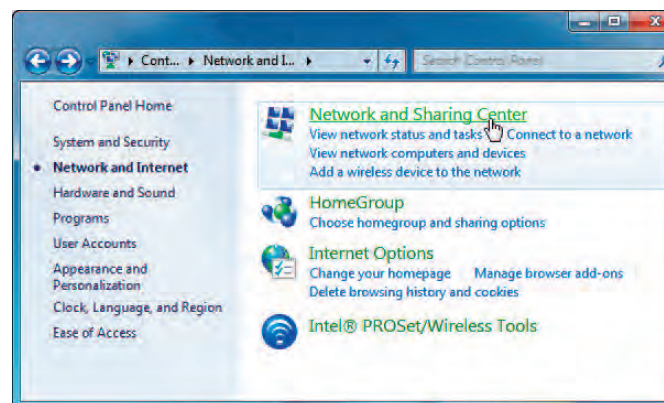 Cont... Network and I... Search Control Panel
Control Panel Home
System and Security
Network and Internet
Hardware and Sound
Programs
User Accounts
Appearance and
Personalization
Clock, Language, and Region
Ease of Access
Network and Sharing Center
View network status and tasks Connect to a network
View network computers and devices
Add a wireless device to the network
HomeGroup
Choose homegroup and sharing options
Internet Options
Change your homepage Manage browser add-ons
Delete browsing history and cookies
Intel® PROSet/Wireless Tools